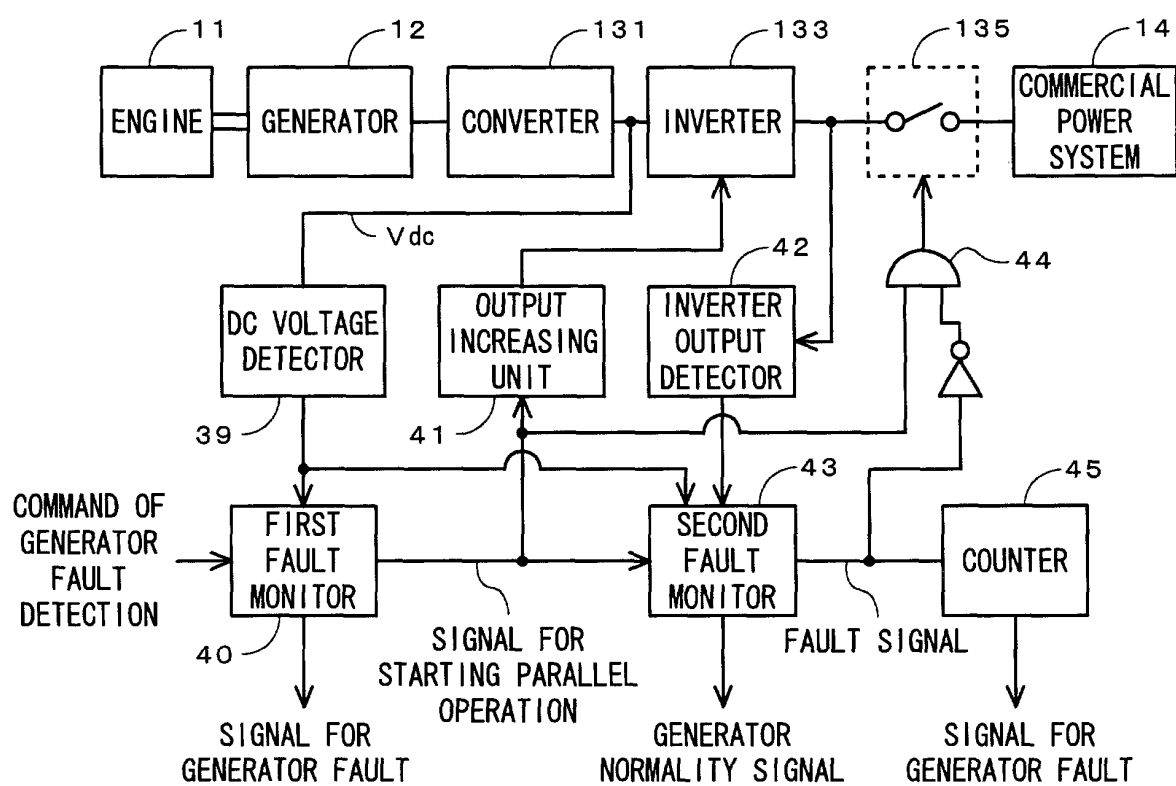 11
12
131
133
135
14
ENGINE
GENERATOR
CONVERTER
INVERTER
COMMERCIAL
POWER
SYSTEM
Vdc
42
44
DC VOLTAGE
DETECTOR
OUTPUT
INCREASING
UNIT
INVERTER
OUTPUT
DETECTOR
39
41
43
45
COMMAND OF
GENERATOR
FAULT
DETECTION
FIRST
FAULT
MONITOR
SECOND
FAULT
MONITOR
COUNTER
40
SIGNAL FOR
STARTING PARALLEL
OPERATION
FAULT SIGNAL
SIGNAL FOR
GENERATOR FAULT
GENERATOR
NORMALITY SIGNAL
SIGNAL FOR
GENERATOR FAULT